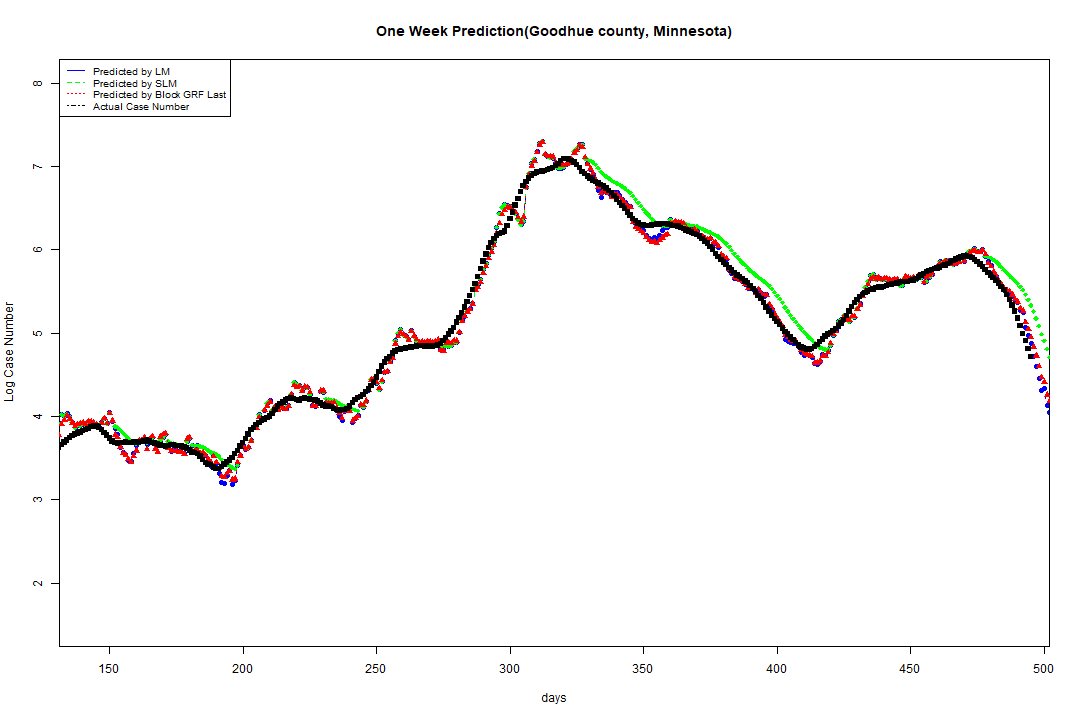 One Week Prediction(Goodhue county, Minnesota)
Predicted by LM
Predicted by SLM
Predicted by Block GRF Last
Actual Case Number
8
7
6
5
4
3
2
Log Case Number
150 200 250 300 350 400 450 500
days